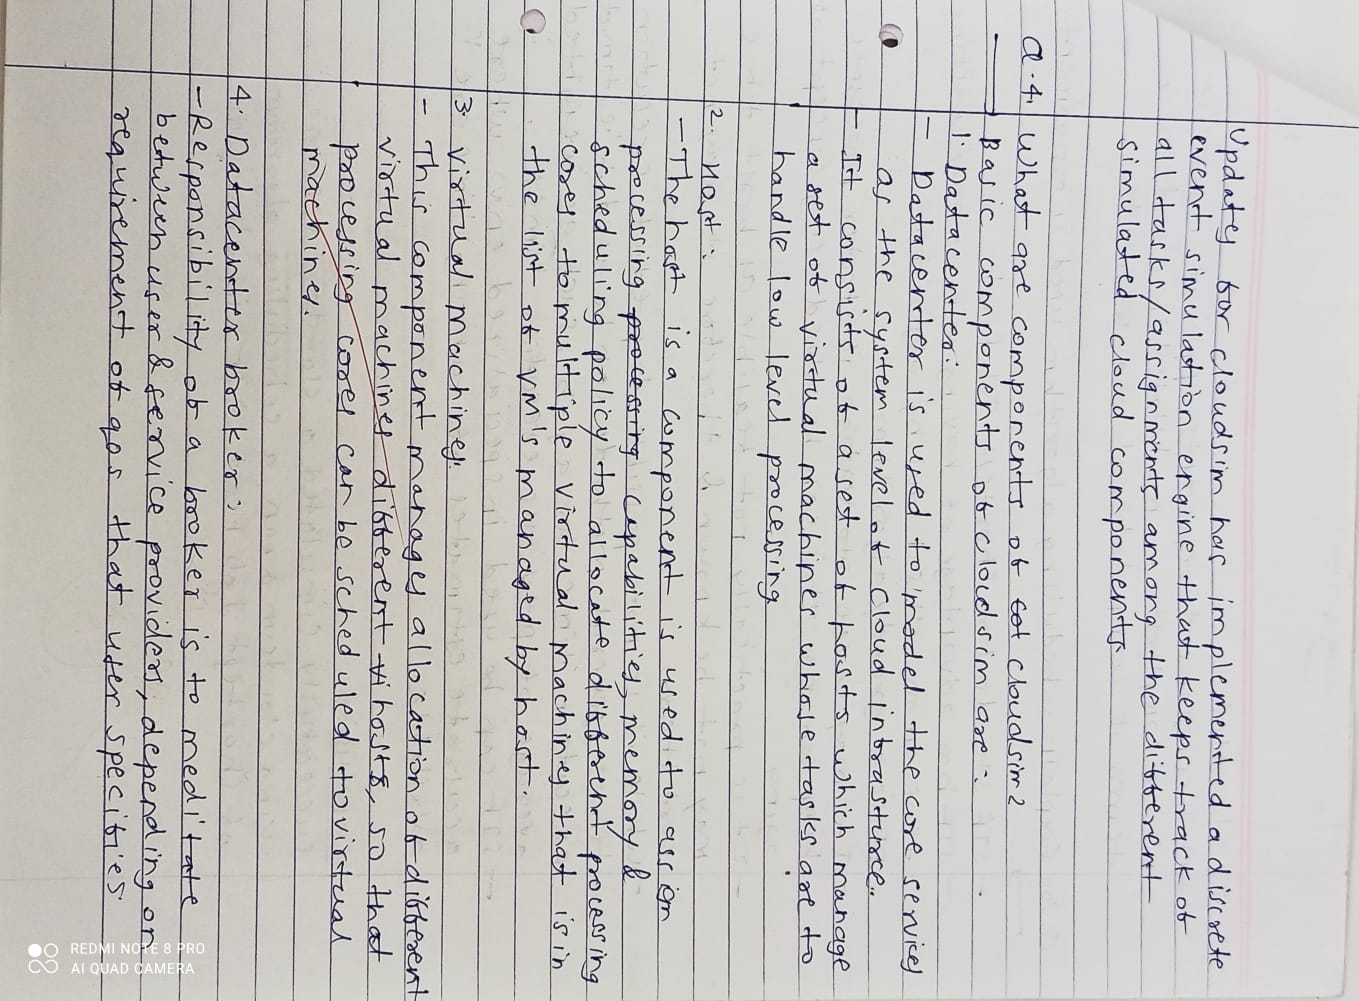 Updates for cloudsim has implemented a discrete
event simulation engine that keeps track of
all tasks/assignments among the different
simulated cloud components
Q.4. What are components of cloudsim?
Basic components of cloudsim are:
1. Datacenter:
- Datacenter is used to model the core services
as the system level of cloud infrasturce.
- It consists of a set of hosts which manage
a set of virtual machines whose tasks are to
handle low level processing
2. Host:
- The host is a component is used to assign
processing processing capabilities, memory &
scheduling policy to allocate different processing
cores to multiple virtual machines that is in
the list of VM's managed by host.
3. virtual machines.
- This component manages allocation of different
virtual machines different vi hosts, so that
processing cores can be scheduled to virtual
machines.
4. Datacenter broker:
- Responsibility of a broker is to meditate
between user & service providers, depending on
requirement of qos that user specifies.
REDMI NOTE 8 PRO
AI QUAD CAMERA